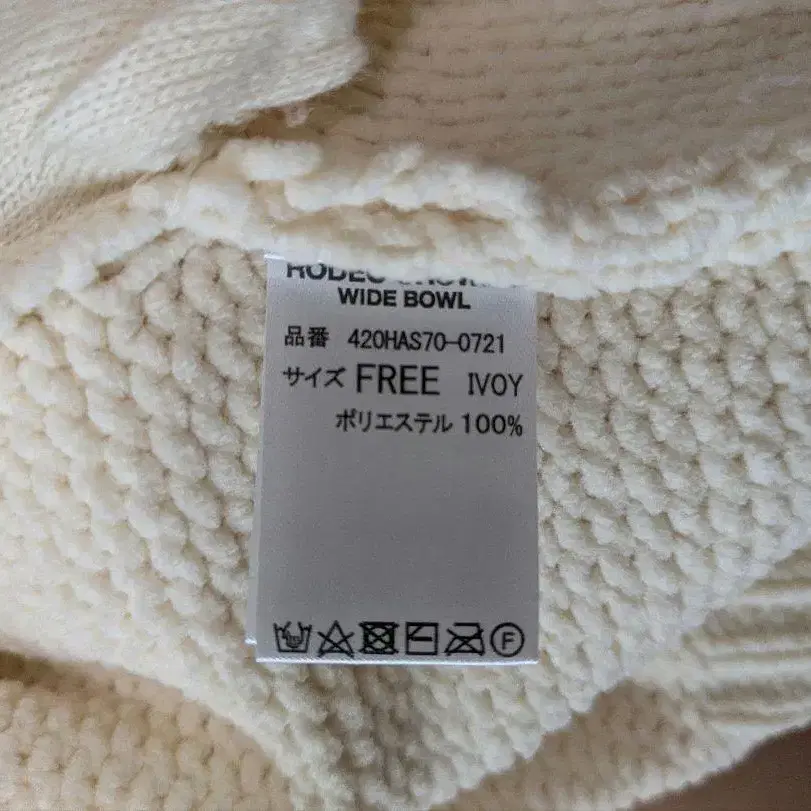 WIDE BOWL
品番 420HAS70-0721
サイズ FREE IVOY
ポリエステル 100%
F